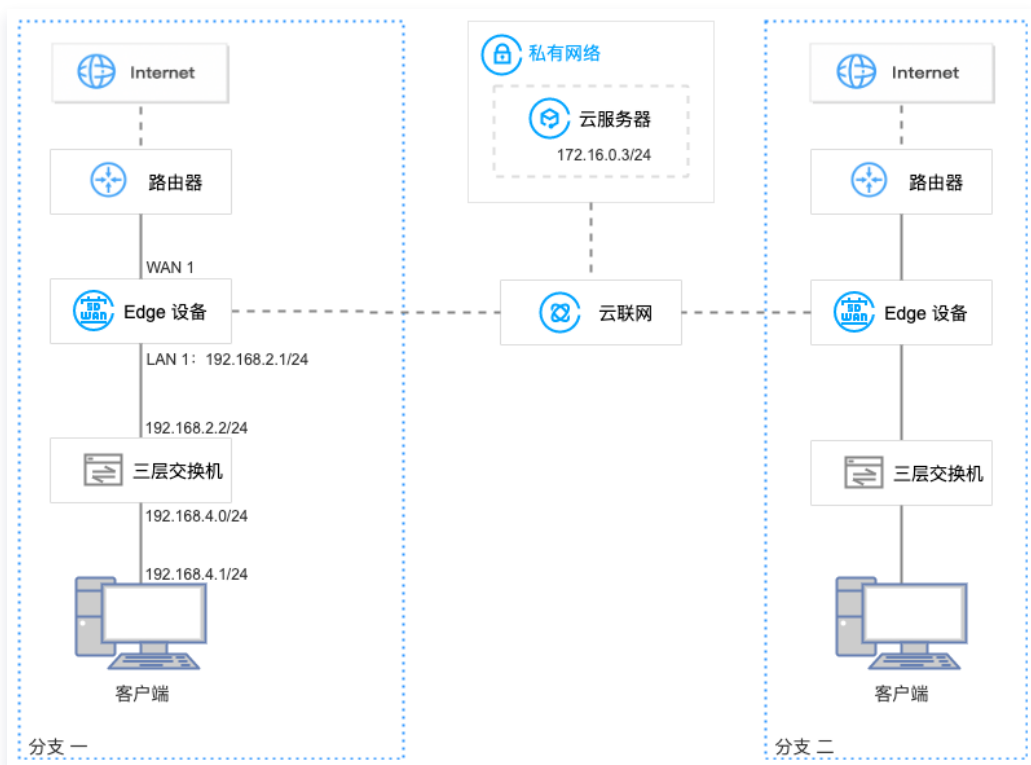 Internet
路由器
WAN 1
SD
WAN
Edge 设备
LAN 1：192.168.2.1/24
192.168.2.2/24
三层交换机
192.168.4.0/24
192.168.4.1/24
客户端
分支 一
私有网络
云服务器
172.16.0.3/24
云联网
Internet
路由器
SD
WAN
Edge 设备
三层交换机
客户端
分支 二